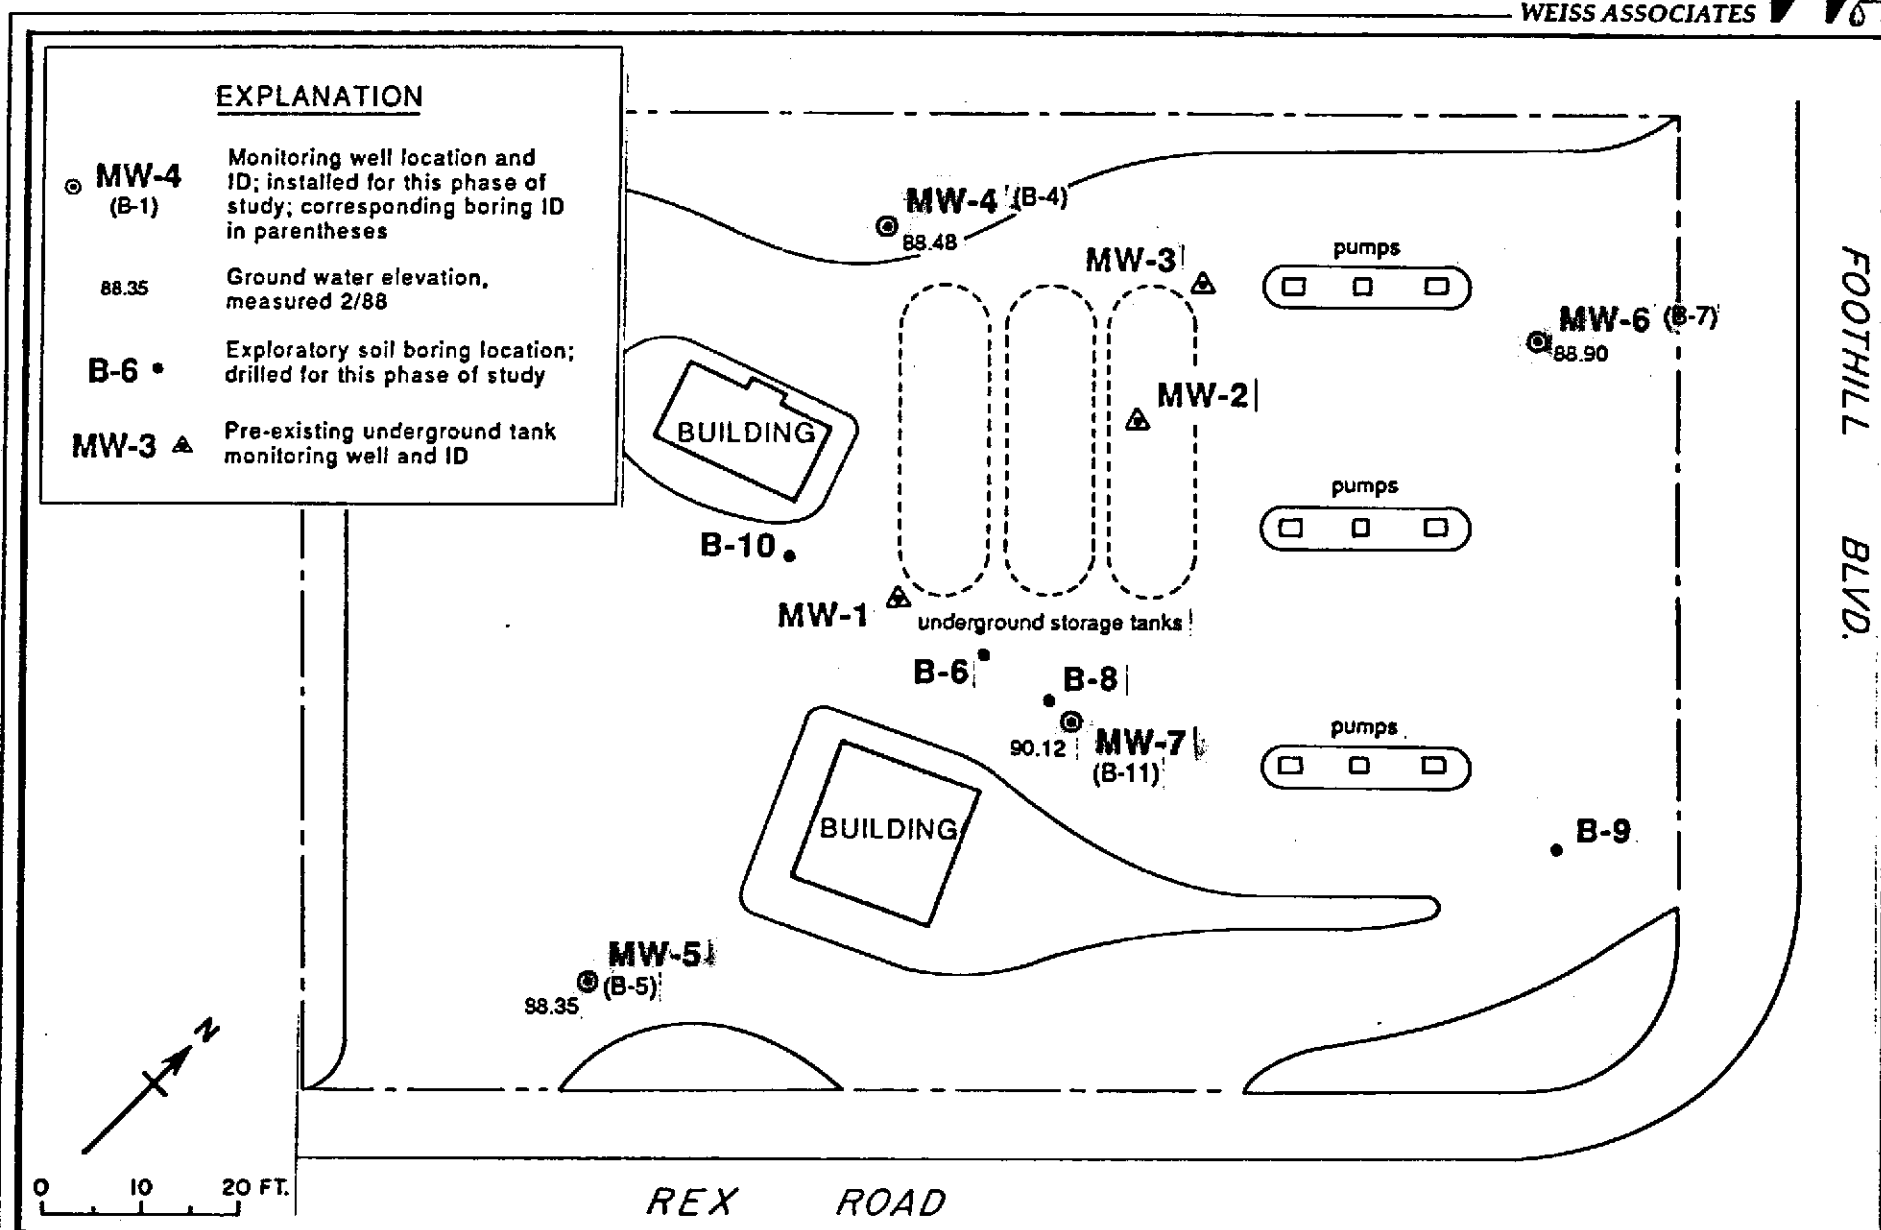 WEISS ASSOCIATES
EXPLANATION
MW-4
(B-1)
Monitoring well location and
ID; installed for this phase of
study; corresponding boring ID
in parentheses
88.35
Ground water elevation,
measured 2/88
B-6
Exploratory soil boring location;
drilled for this phase of study
MW-3
Pre-existing underground tank
monitoring well and ID
MW-4 (B-4)
88.48
MW-3
pumps
MW-6 (B-7)
88.90
MW-2
BUILDING
pumps
B-10
MW-1
underground storage tanks
B-6
B-8
90.12
MW-7
(B-11)
pumps
BUILDING
B-9
MW-5
(B-5)
88.35
N
0 10 20 FT.
REX ROAD
FOOTHILL BLVD.